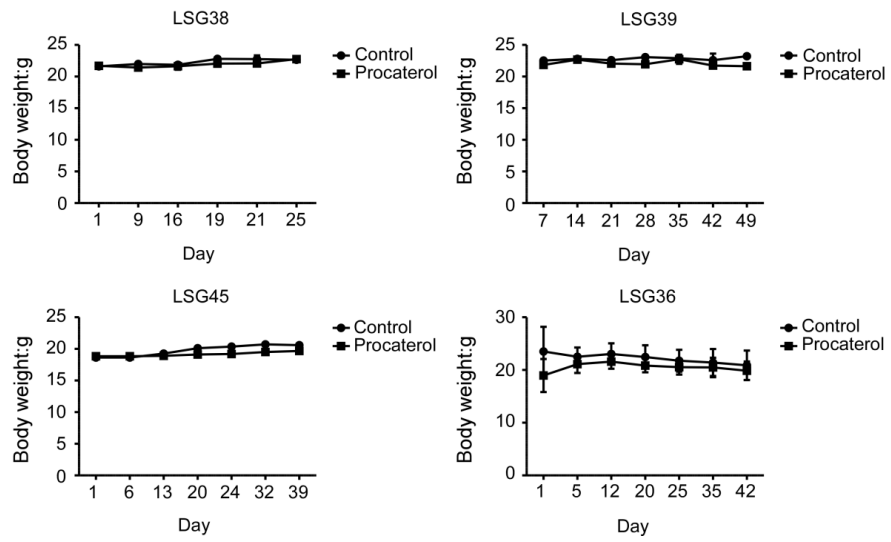 LSG38
Body weight:g
25
20
15
10
5
0
1 9 16 19 21 25
Day
Control
Procaterol
LSG39
Body weight:g
25
20
15
10
5
0
7 14 21 28 35 42 49
Day
Control
Procaterol
LSG45
Body weight:g
25
20
15
10
5
0
1 6 13 20 24 32 39
Day
Control
Procaterol
LSG36
Body weight:g
30
20
10
0
1 5 12 20 25 35 42
Day
Control
Procaterol